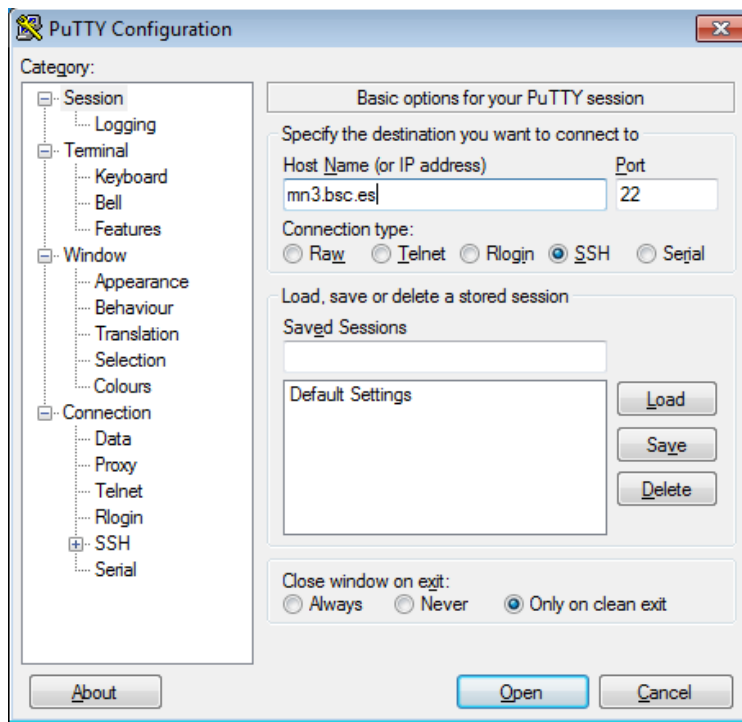 PuTTY Configuration
Category:
Session
Logging
Terminal
Keyboard
Bell
Features
Window
Appearance
Behaviour
Translation
Selection
Colours
Connection
Data
Proxy
Telnet
Rlogin
SSH
Serial
Basic options for your PuTTY session
Specify the destination you want to connect to
Host Name (or IP address) Port
mn3.bsc.es 22
Connection type:
Raw Telnet Rlogin SSH Serial
Load, save or delete a stored session
Saved Sessions
Default Settings
Load
Save
Delete
Close window on exit:
Always Never Only on clean exit
About Open Cancel